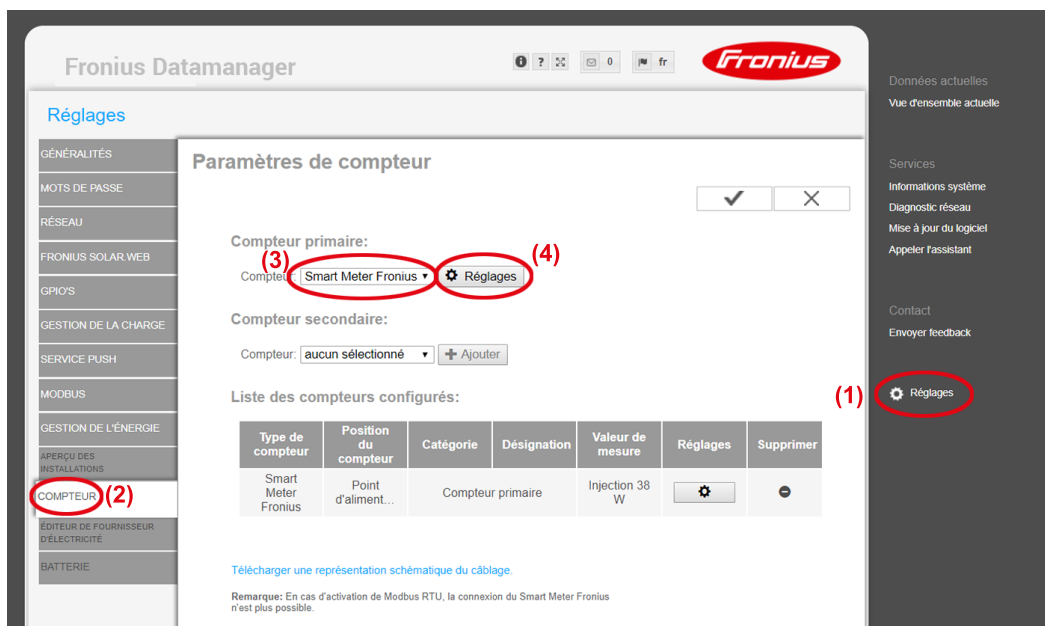 Fronius Datamanager
i ? 0 fr
Fronius
Réglages
GÉNÉRALITÉS
MOTS DE PASSE
RÉSEAU
FRONIUS SOLAR.WEB
GPIO'S
GESTION DE LA CHARGE
SERVICE PUSH
MODBUS
GESTION DE L'ÉNERGIE
APERÇU DES
INSTALLATIONS
COMPTEUR (2)
ÉDITEUR DE FOURNISSEUR
D'ÉLECTRICITÉ
BATTERIE
Paramètres de compteur
Compteur primaire:
(3) (4)
Compteur: Smart Meter Fronius Réglages
Compteur secondaire:
Compteur: aucun sélectionné Ajouter
Liste des compteurs configurés:
Type de compteur Position du compteur Catégorie Désignation Valeur de mesure Réglages Supprimer
Smart Meter Fronius Point d'aliment... Compteur primaire Injection 38 W
Télécharger une représentation schématique du câblage.
Remarque: En cas d'activation de Modbus RTU, la connexion du Smart Meter Fronius
n'est plus possible.
Données actuelles
Vue d'ensemble actuelle
Services
Informations système
Diagnostic réseau
Mise à jour du logiciel
Appeler l'assistant
Contact
Envoyer feedback
(1) Réglages